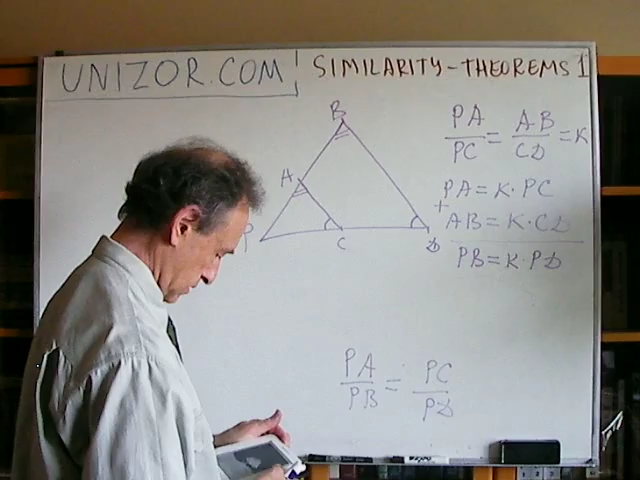 UNIZOR.COM
SIMILARITY-THEOREMS 1
B
A
P
C
D
PA/PC = AB/CD = K
PA = K · PC
+
AB = K · CD
PB = K · PD
PA/PB = PC/PD